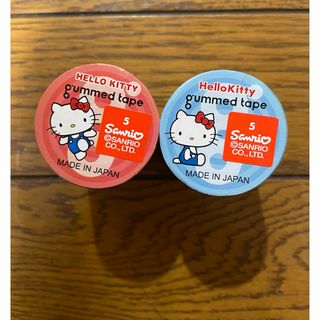 HELLO KITTY
gummed tape
5
Sanrio
©SANRIO
CO., LTD.
MADE IN JAPAN
HelloKitty
gummed tape
5
Sanrio
©SANRIO
CO., LTD.
MADE IN JAPAN